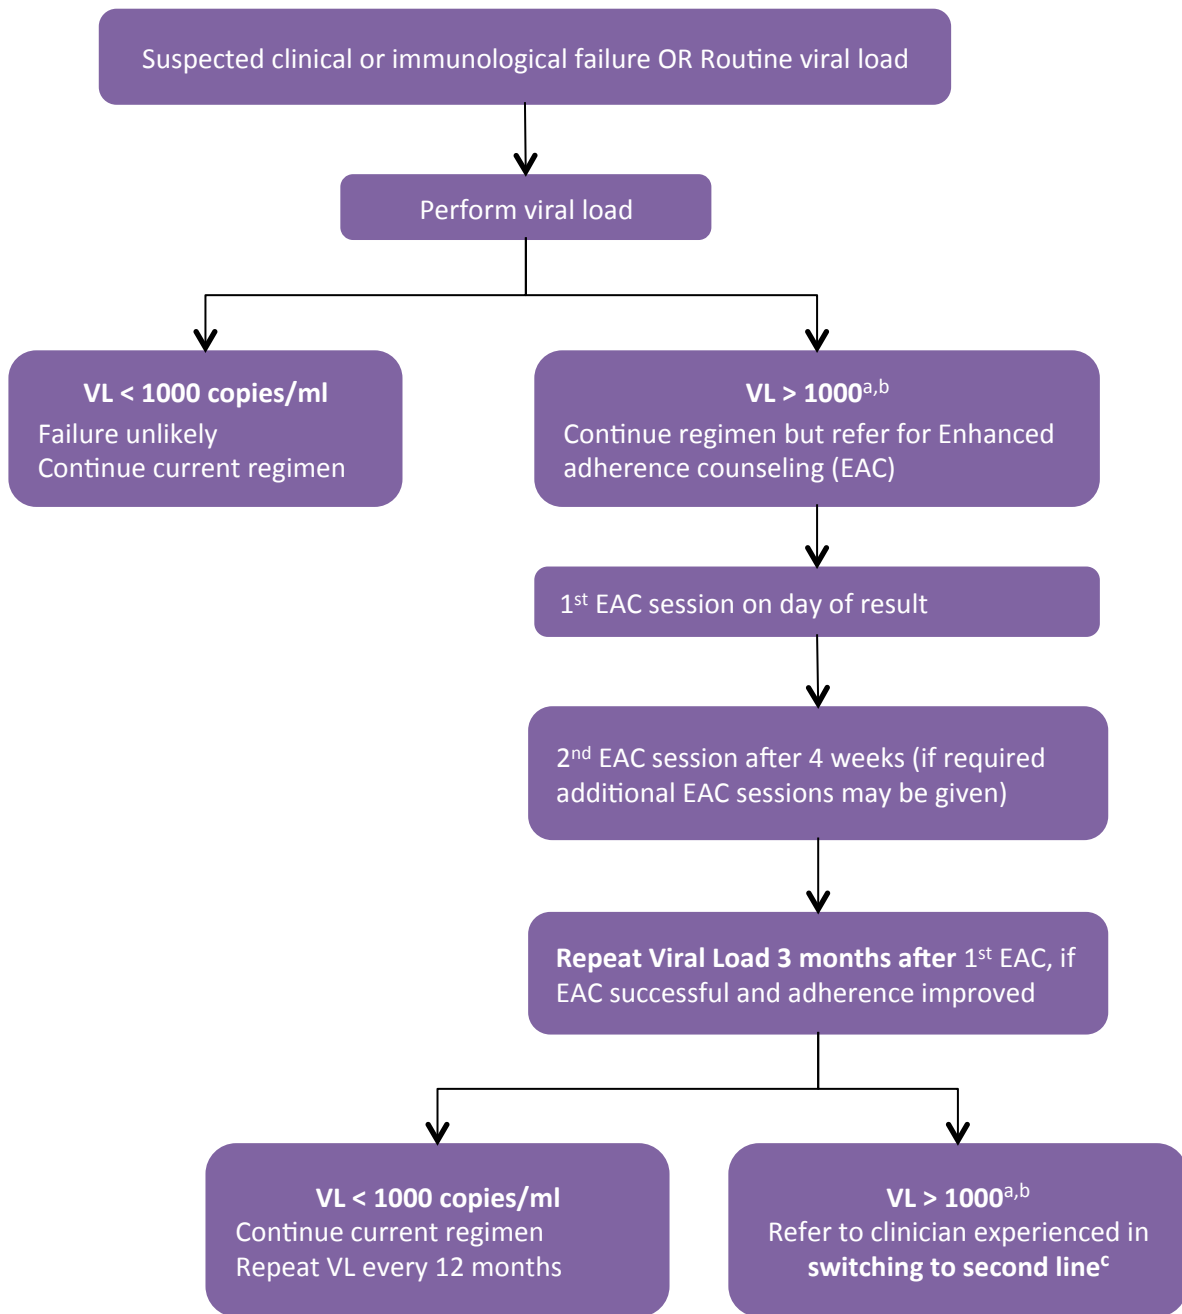 Suspected clinical or immunological failure OR Routine viral load
Perform viral load
VL < 1000 copies/ml
Failure unlikely
Continue current regimen
VL > 1000a,b
Continue regimen but refer for Enhanced
adherence counseling (EAC)
1st EAC session on day of result
2nd EAC session after 4 weeks (if required
additional EAC sessions may be given)
Repeat Viral Load 3 months after 1st EAC, if
EAC successful and adherence improved
VL < 1000 copies/ml
Continue current regimen
Repeat VL every 12 months
VL > 1000a,b
Refer to clinician experienced in
switching to second linec